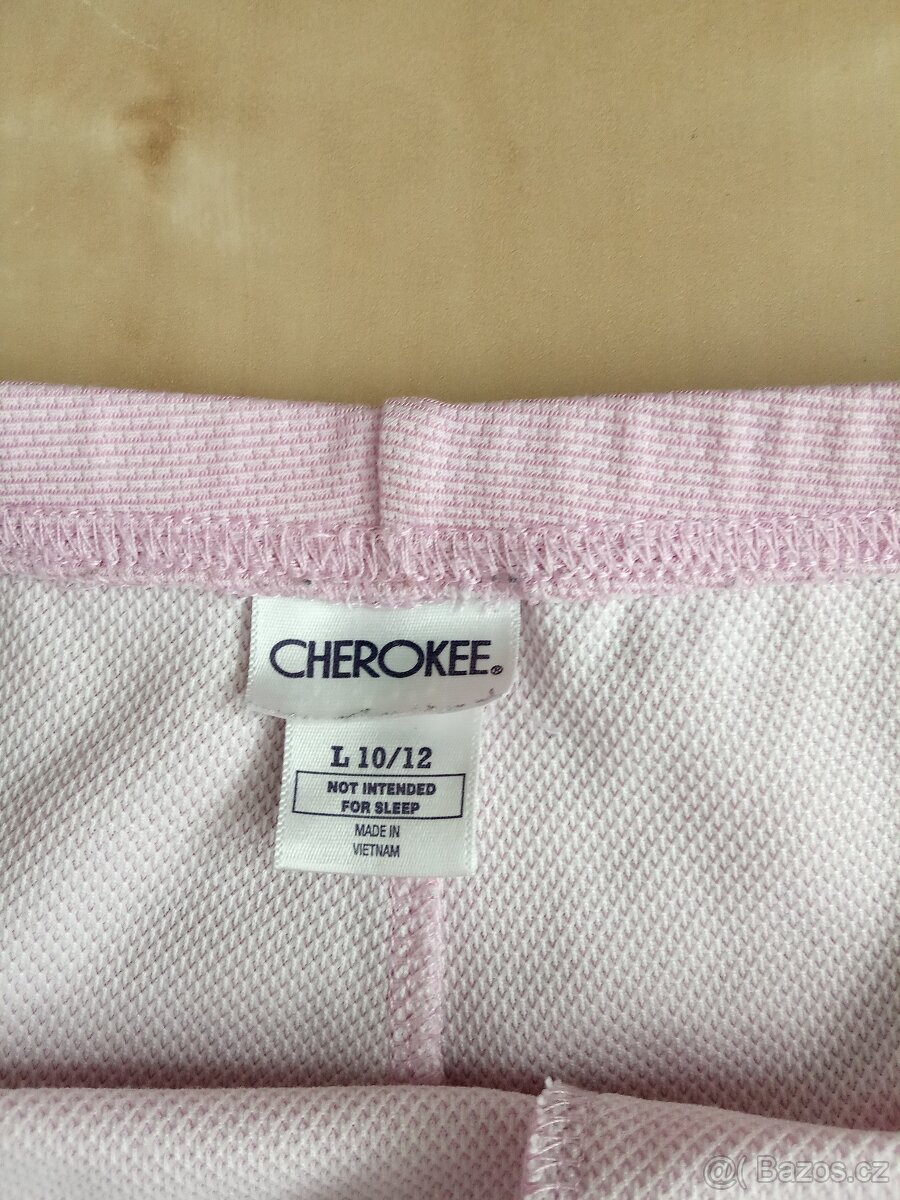 CHEROKEE®
L 10/12
NOT INTENDED
FOR SLEEP
MADE IN
VIETNAM
@( Bazos.cz